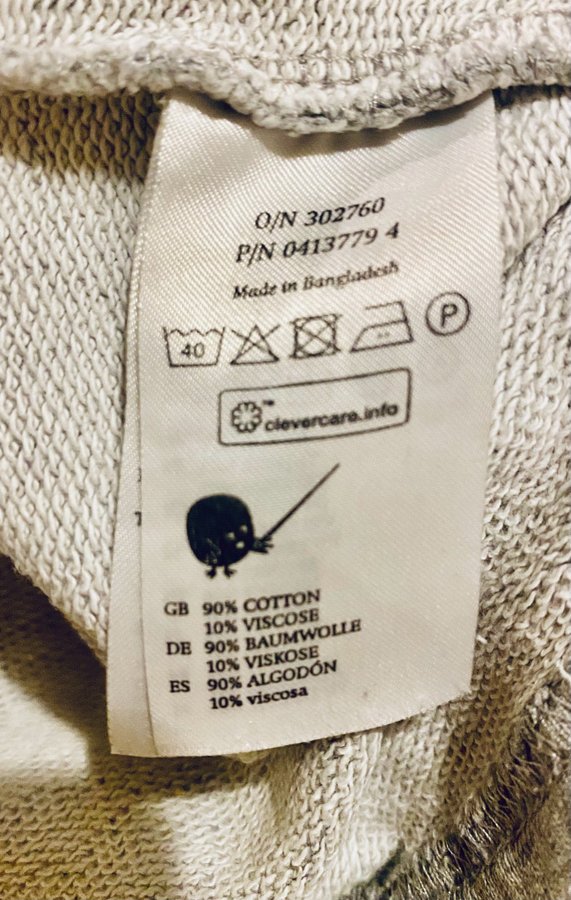 O/N 302760
P/N 0413779 4
Made in Bangladesh
40 P
™ clevercare.info
GB 90% COTTON
10% VISCOSE
DE 90% BAUMWOLLE
10% VISKOSE
ES 90% ALGODÓN
10% viscosa